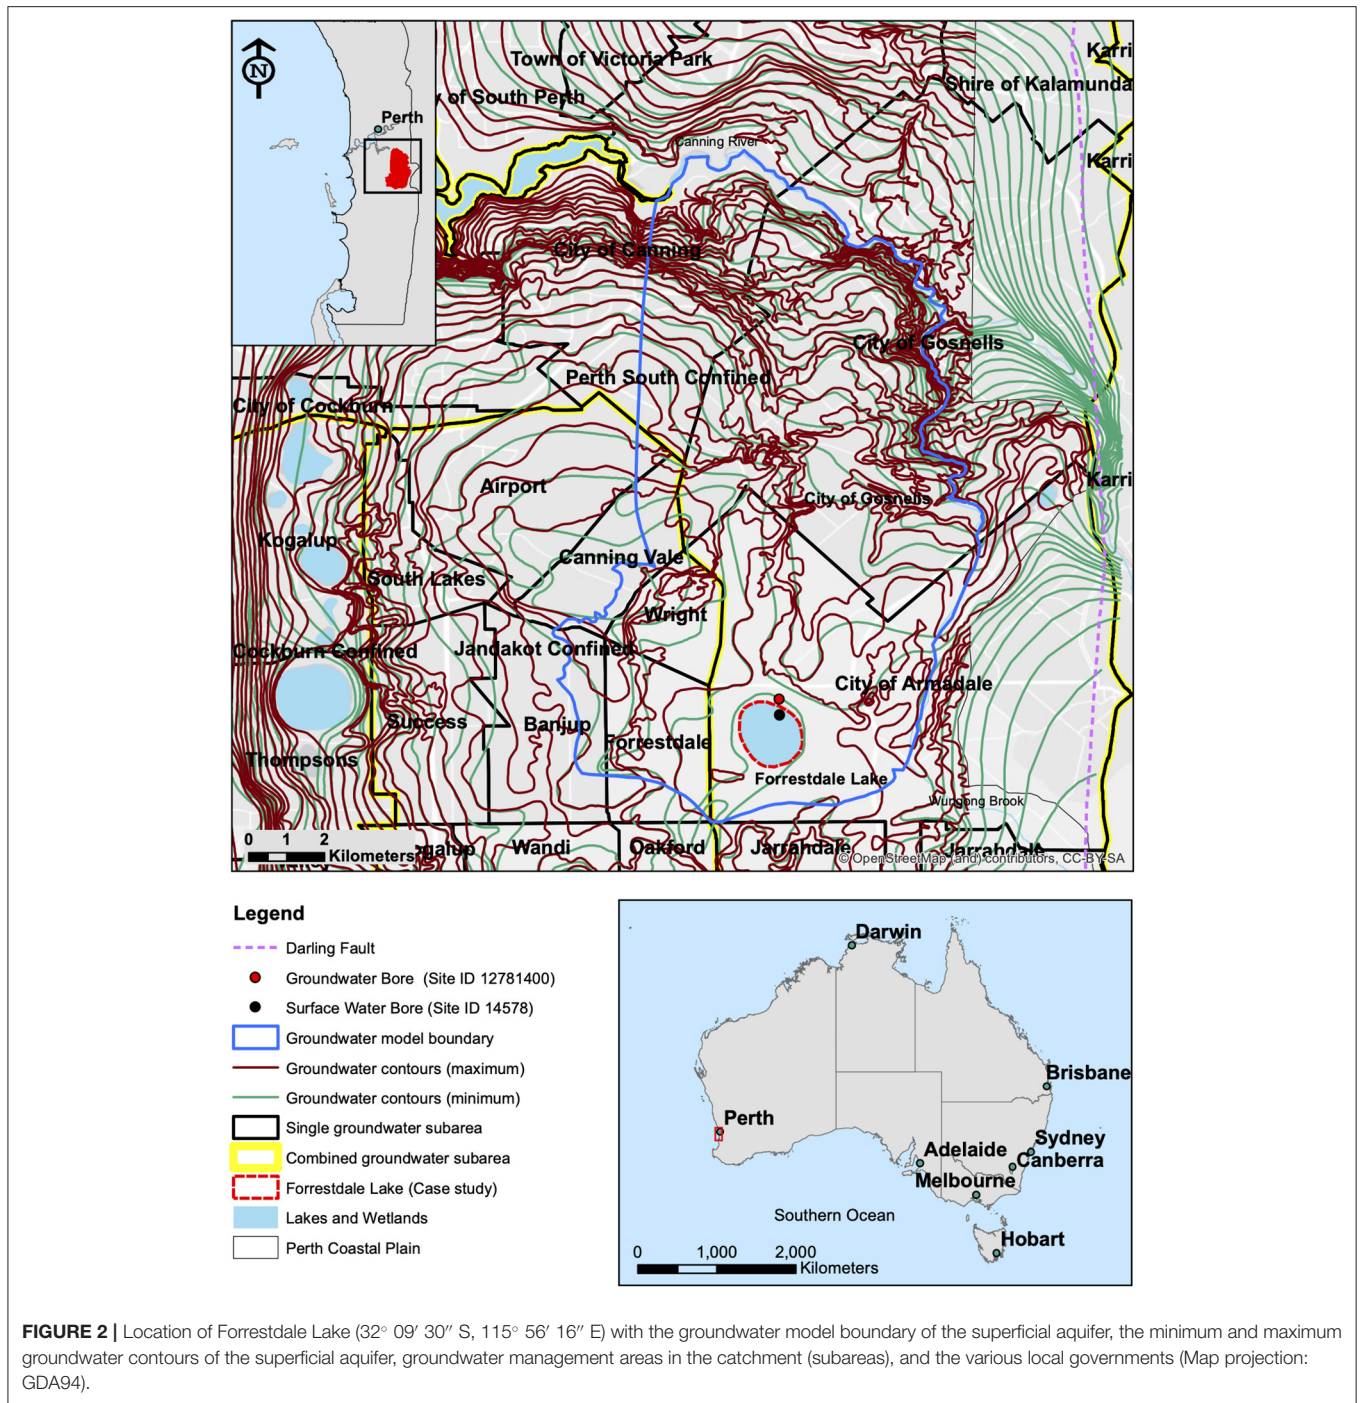 Town of Victoria Park
Karri
Shire of Kalamunda
of South Perth
N
Perth
Canning River
Karri
City of Canning
City of Gosnells
Perth South Confined
City of Cockburn
Karri
Airport
City of Gosnells
Kogalup
Canning Vale
South Lakes
Wright
Cockburn Confined
Jandakot Confined
City of Armadale
Success
Banjup
Forrestdale
Thompsons
Forrestdale Lake
Wungong Brook
0 1 2
Kilometers
galup
Wandi
Oakford
Jarrahdale
Jarrahdale
© OpenStreetMap (and) contributors, CC-BY-SA
Legend
Darling Fault
Groundwater Bore (Site ID 12781400)
Surface Water Bore (Site ID 14578)
Groundwater model boundary
Groundwater contours (maximum)
Groundwater contours (minimum)
Single groundwater subarea
Combined groundwater subarea
Forrestdale Lake (Case study)
Lakes and Wetlands
Perth Coastal Plain
Darwin
Brisbane
Perth
Sydney
Adelaide
Canberra
Melbourne
Southern Ocean
Hobart
0 1,000 2,000
Kilometers
FIGURE 2 | Location of Forrestdale Lake (32° 09′ 30″ S, 115° 56′ 16″ E) with the groundwater model boundary of the superficial aquifer, the minimum and maximum
groundwater contours of the superficial aquifer, groundwater management areas in the catchment (subareas), and the various local governments (Map projection:
GDA94).